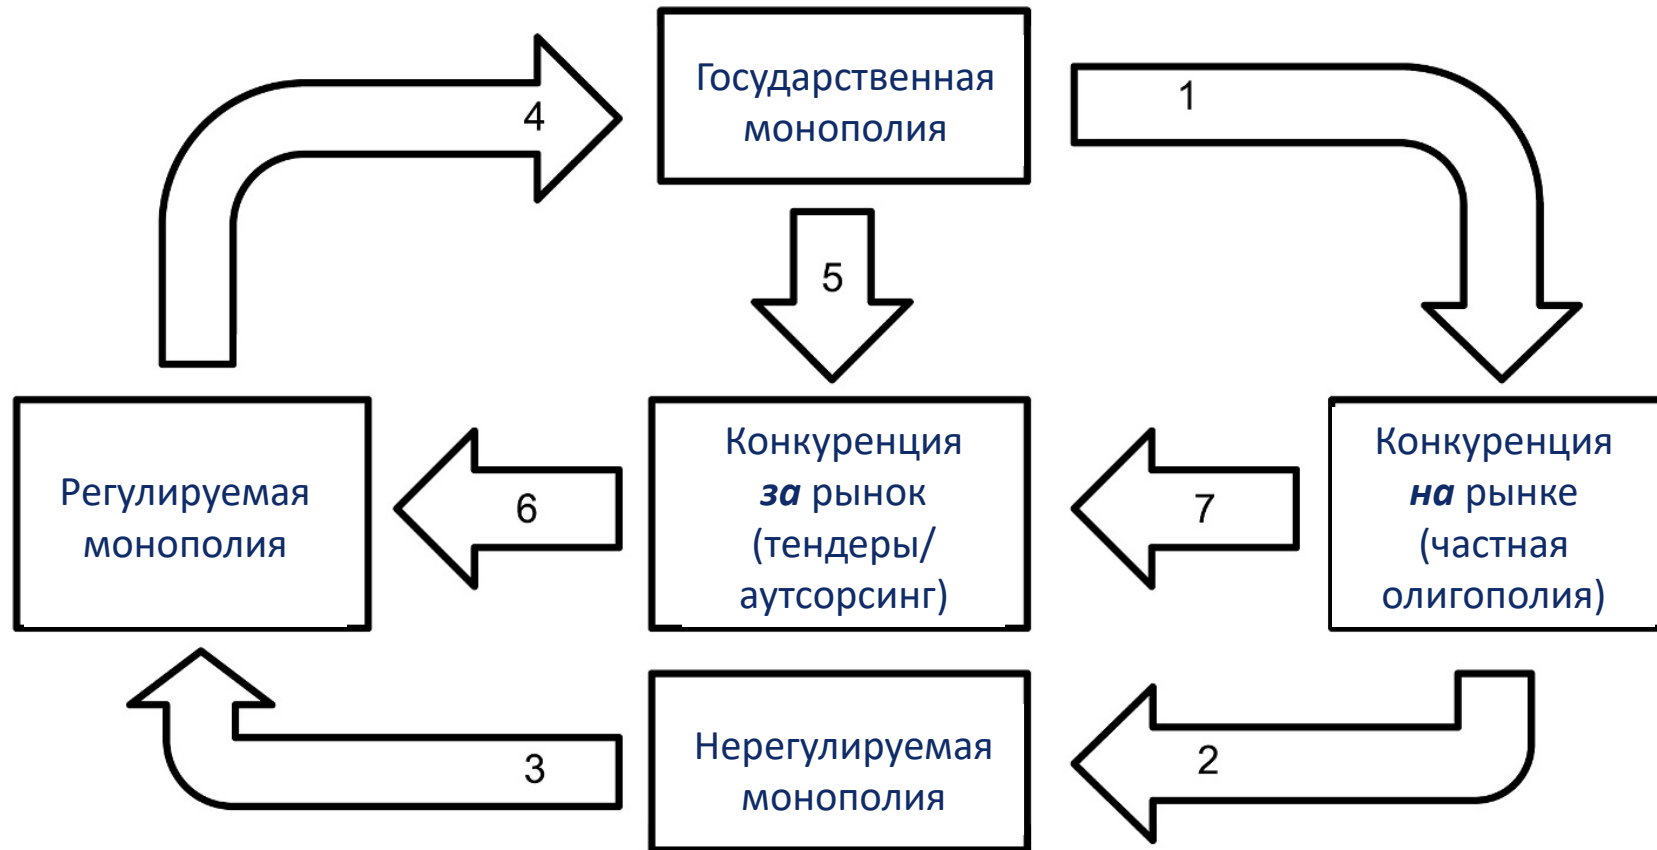 Государственная
монополия
1
4
5
Регулируемая
монополия
6
Конкуренция
за рынок
(тендеры/
аутсорсинг)
7
Конкуренция
на рынке
(частная
олигополия)
3
Нерегулируемая
монополия
2